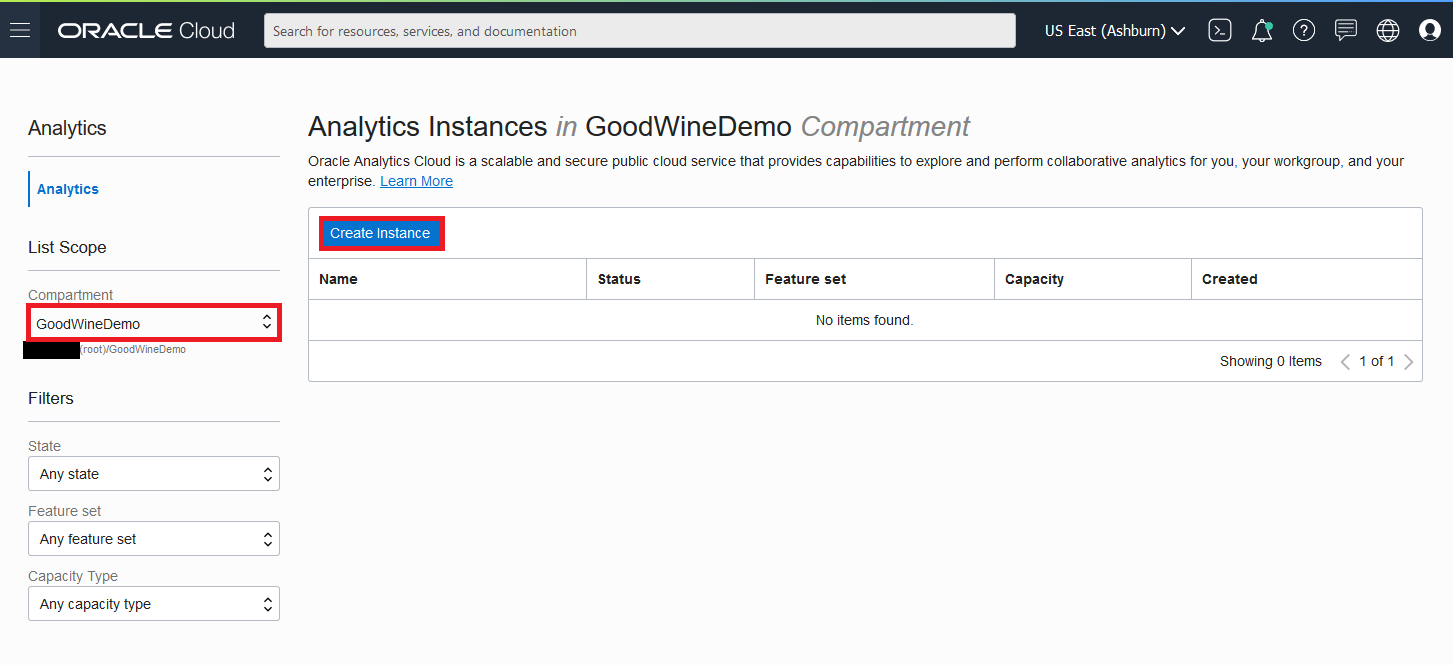 ORACLE Cloud
Search for resources, services, and documentation
US East (Ashburn)
Analytics
Analytics
List Scope
Compartment
GoodWineDemo
(root)/GoodWineDemo
Filters
State
Any state
Feature set
Any feature set
Capacity Type
Any capacity type
Analytics Instances in GoodWineDemo Compartment
Oracle Analytics Cloud is a scalable and secure public cloud service that provides capabilities to explore and perform collaborative analytics for you, your workgroup, and your
enterprise. Learn More
Create Instance
Name Status Feature set Capacity Created
No items found.
Showing 0 Items 1 of 1